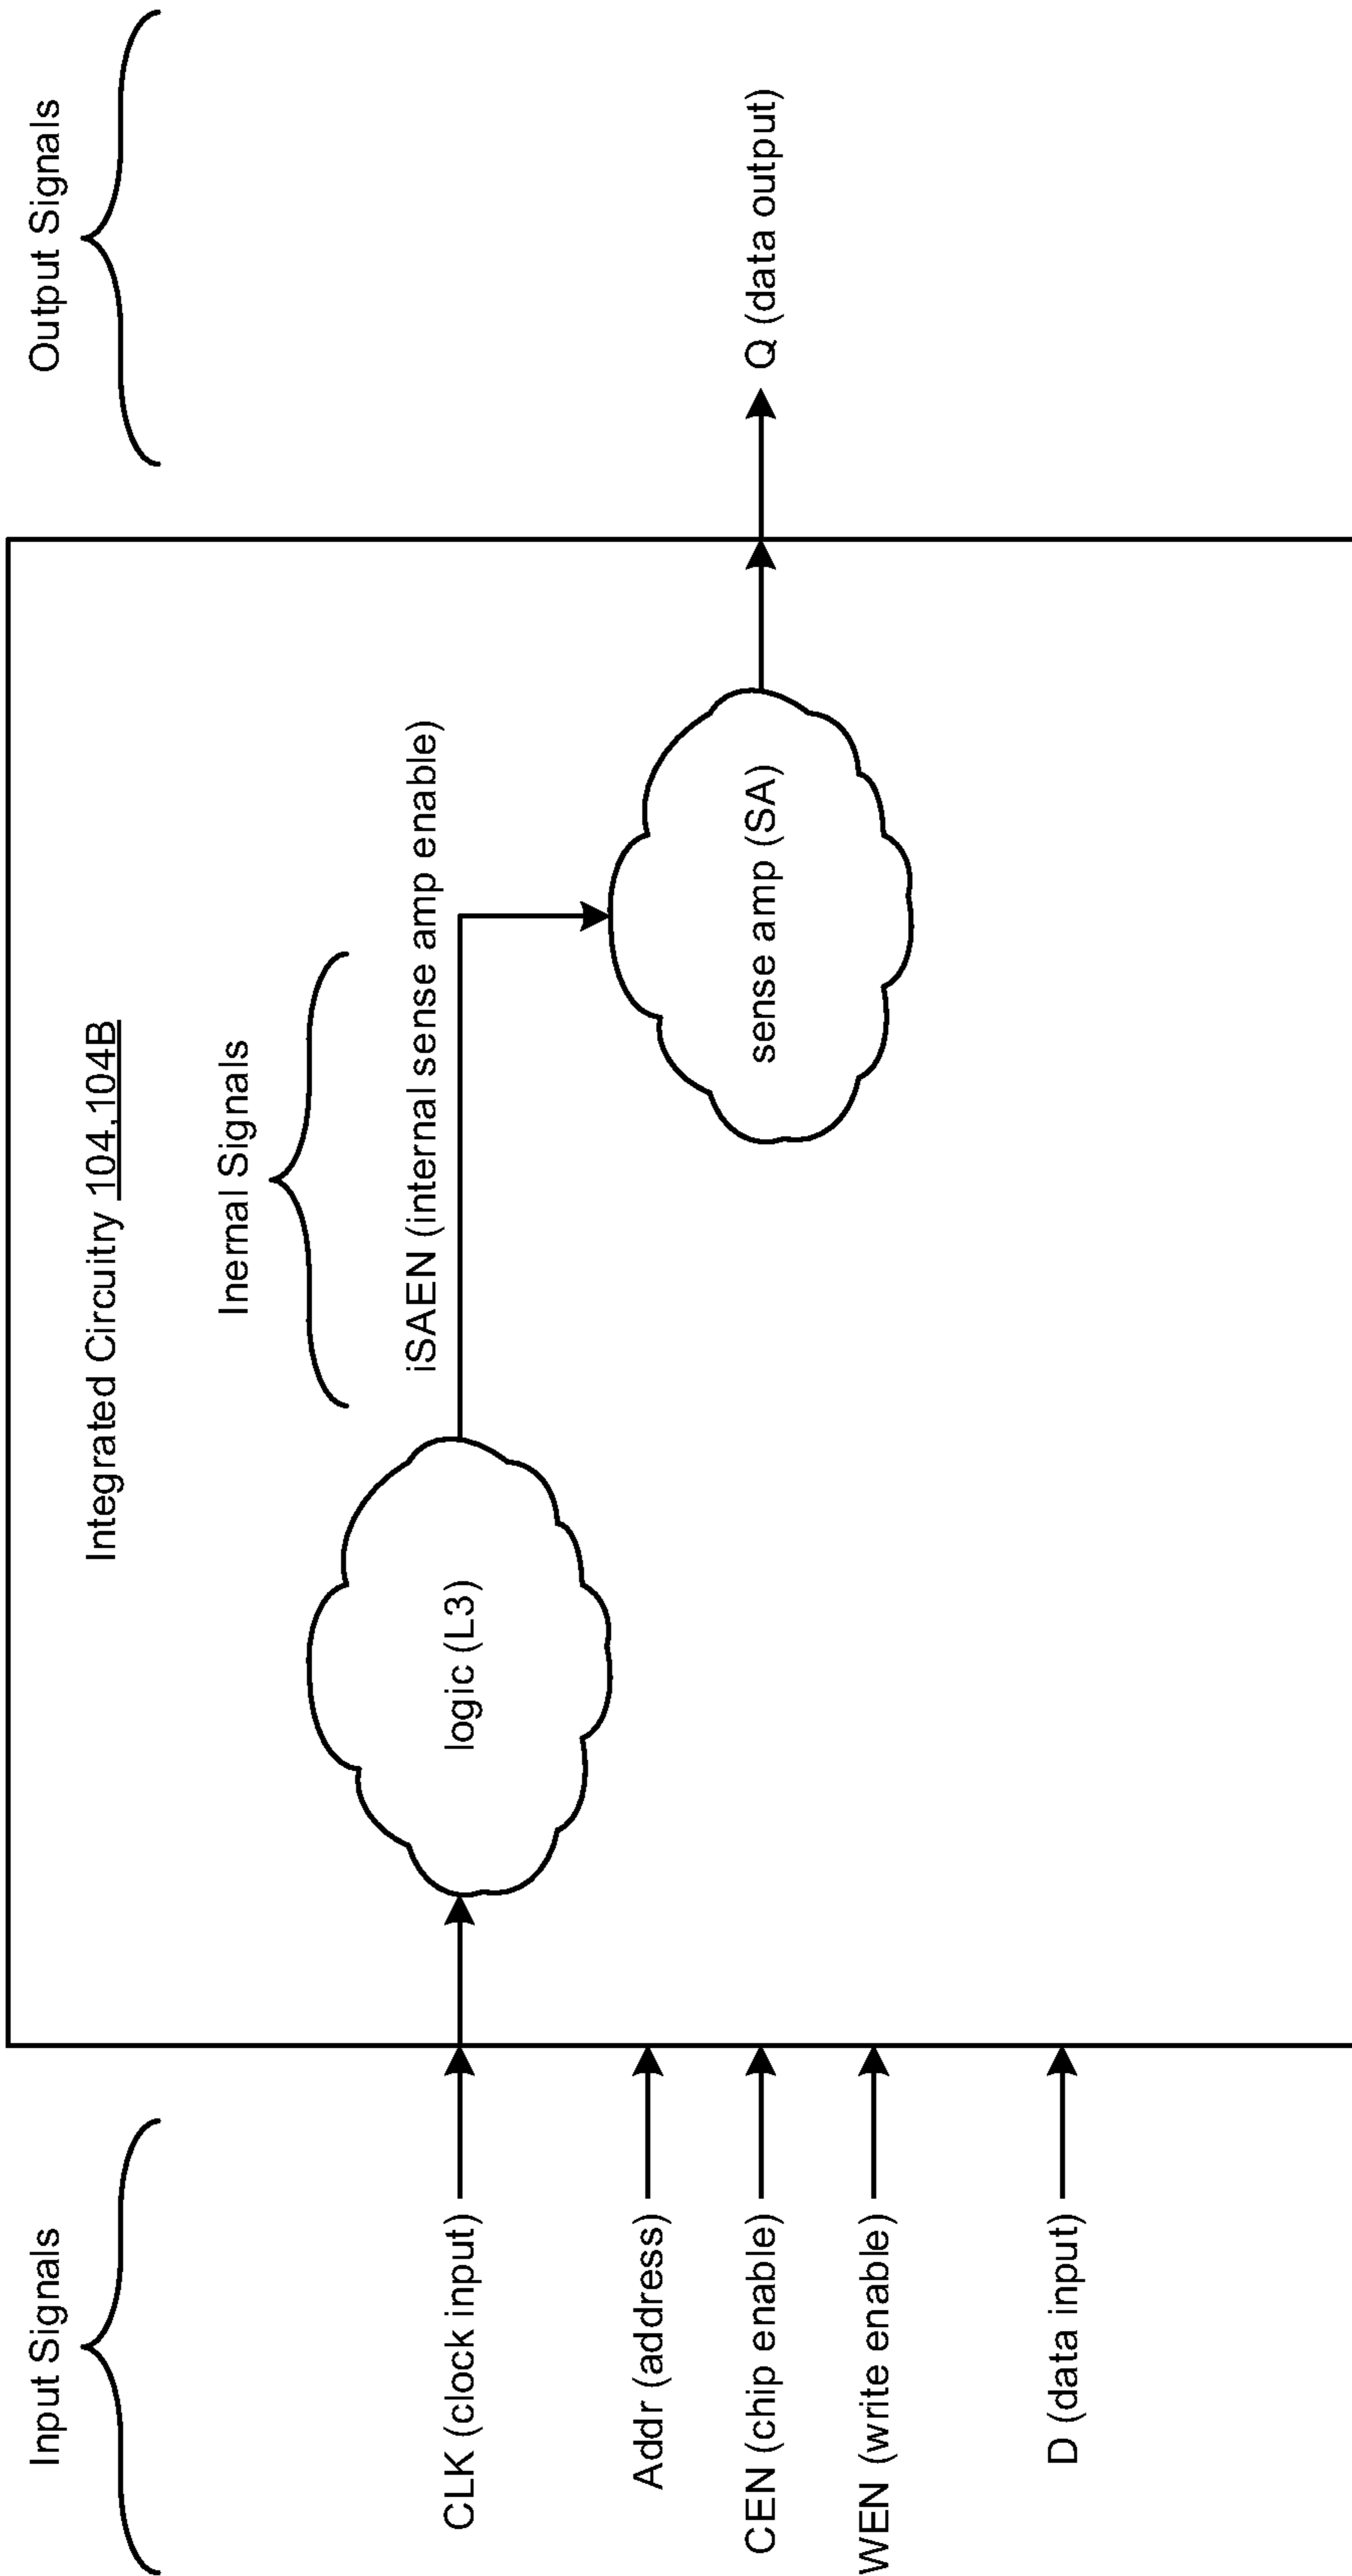 Input Signals
Integrated Circuitry 104,104B
Output Signals
Inernal Signals
CLK (clock input)
logic (L3)
iSAEN (internal sense amp enable)
Addr (address)
CEN (chip enable)
WEN (write enable)
D (data input)
sense amp (SA)
Q (data output)